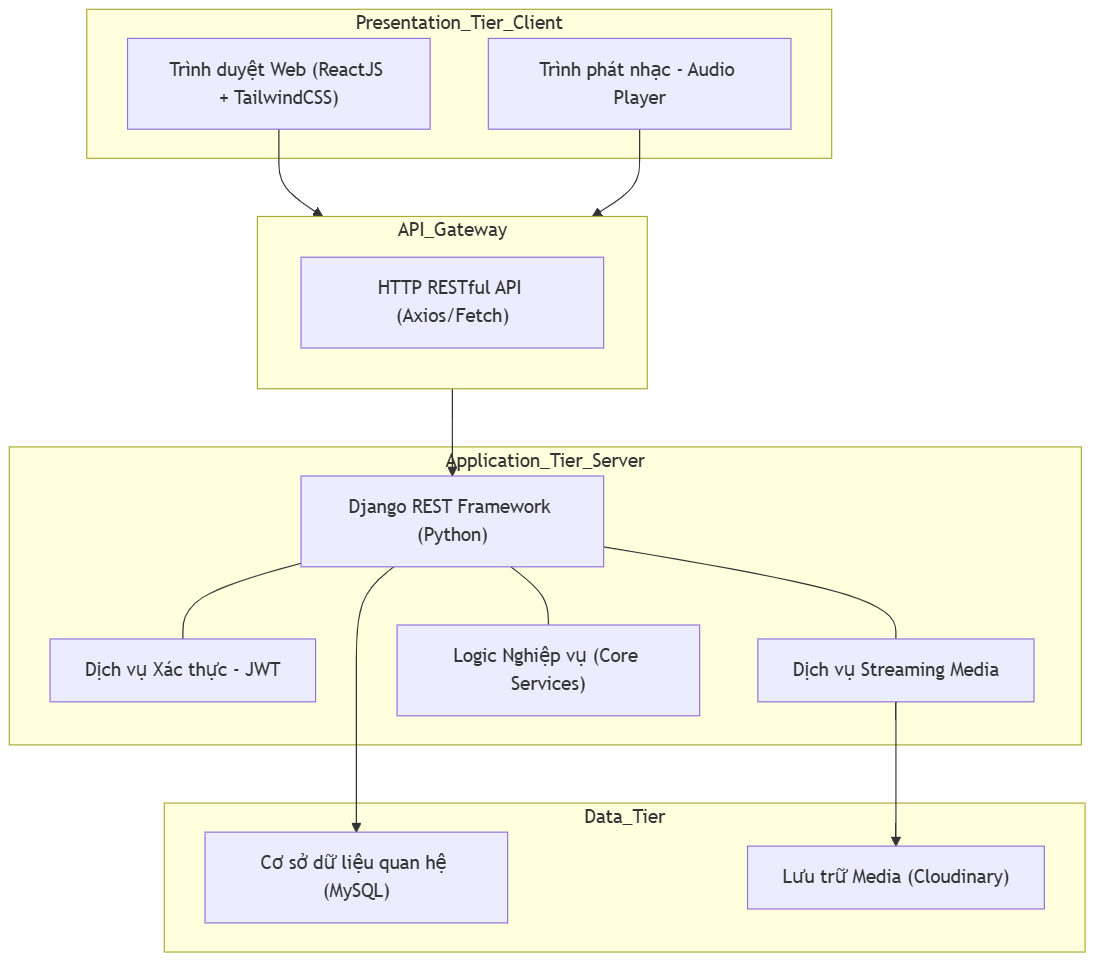 Presentation_Tier_Client
Trình duyệt Web (ReactJS
+ TailwindCSS)
Trình phát nhạc - Audio
Player
API_Gateway
HTTP RESTful API
(Axios/Fetch)
Application_Tier_Server
Django REST Framework
(Python)
Dịch vụ Xác thực - JWT
Logic Nghiệp vụ (Core
Services)
Dịch vụ Streaming Media
Data_Tier
Cơ sở dữ liệu quan hệ
(MySQL)
Lưu trữ Media (Cloudinary)